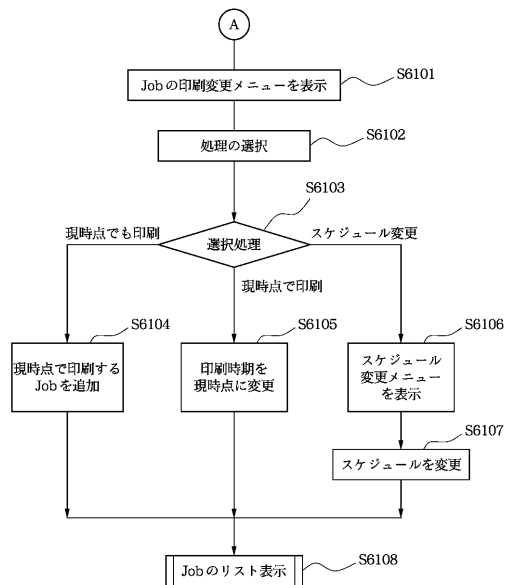 A
Jobの印刷変更メニューを表示
S6101
処理の選択
S6102
S6103
選択処理
現時点でも印刷
スケジュール変更
現時点で印刷
S6104
現時点で印刷する
Jobを追加
S6105
印刷時期を
現時点に変更
S6106
スケジュール
変更メニュー
を表示
S6107
スケジュールを変更
Jobのリスト表示
S6108